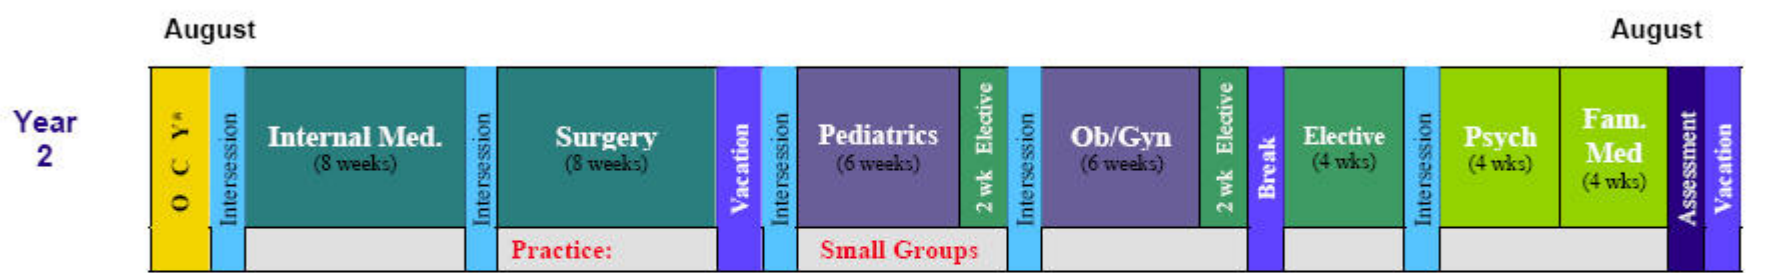 August
August
Year
2
O C Y*
Intersession
Internal Med.
(8 weeks)
Intersession
Surgery
(8 weeks)
Vacation
Intersession
Pediatrics
(6 weeks)
2 wk Elective
Intersession
Ob/Gyn
(6 weeks)
2 wk Elective
Break
Elective
(4 wks)
Intersession
Psych
(4 wks)
Fam.
Med
(4 wks)
Assessment
Vacation
Practice:
Small Groups